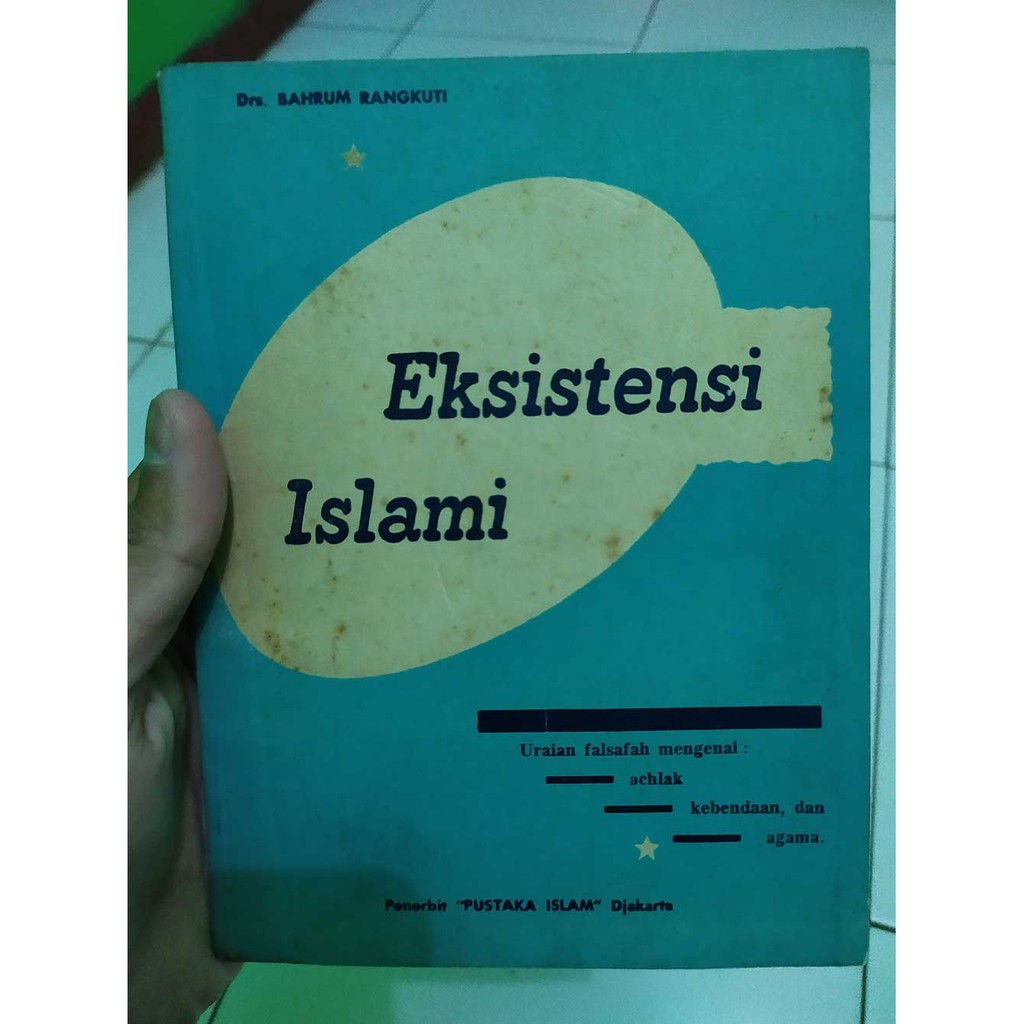 Drs. BAHRUM RANGKUTI
Eksistensi
Islami
Uraian falsafah mengenai :
achlak
kebendaan, dan
agama.
Penerbit "PUSTAKA ISLAM" Djakarta